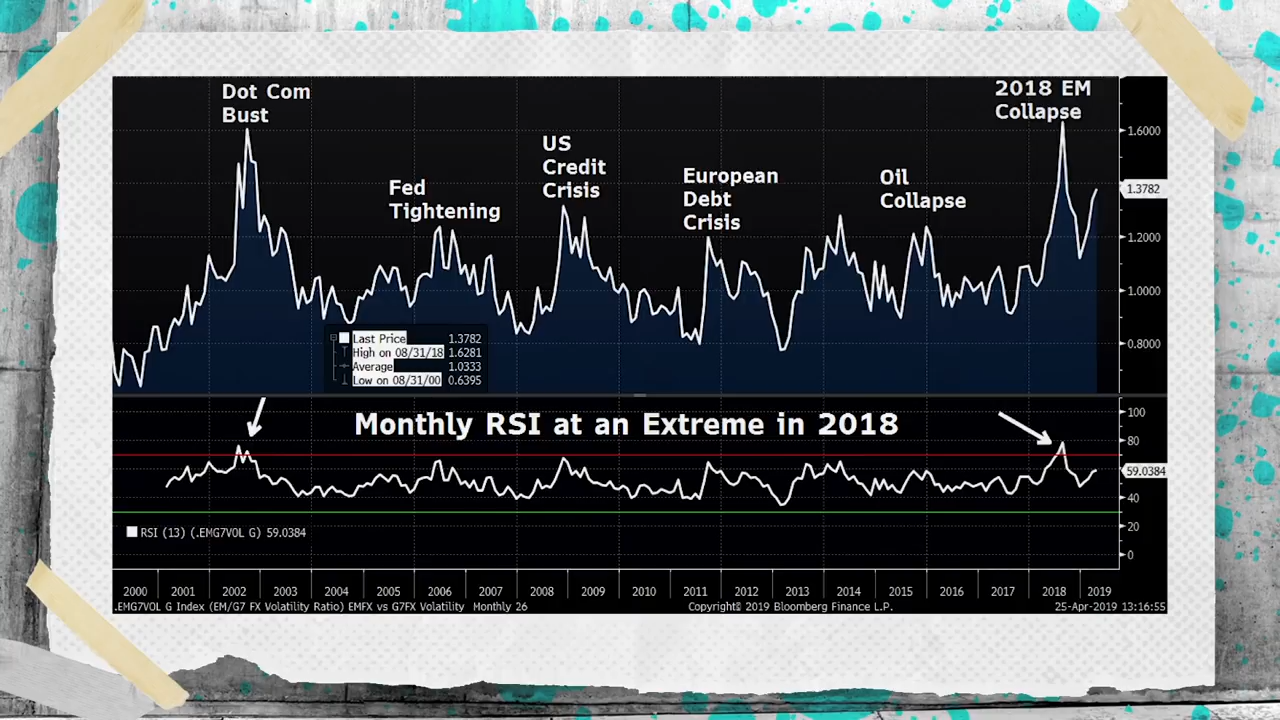 Dot Com
Bust
Fed
Tightening
US
Credit
Crisis
European
Debt
Crisis
Oil
Collapse
2018 EM
Collapse
1.6000
1.3782
1.2000
1.0000
0.8000
Last Price 1.3782
High on 08/31/18 1.6281
Average 1.0333
Low on 08/31/00 0.6395
Monthly RSI at an Extreme in 2018
100
80
59.0384
40
20
0
RSI (13) (.EMG7VOL G) 59.0384
2000 2001 2002 2003 2004 2005 2006 2007 2008 2009 2010 2011 2012 2013 2014 2015 2016 2017 2018 2019
.EMG7VOL G Index (EM/G7 FX Volatility Ratio) EMFX vs G7FX Volatility Monthly 26 Copyright© 2019 Bloomberg Finance L.P. 25-Apr-2019 13:16:55